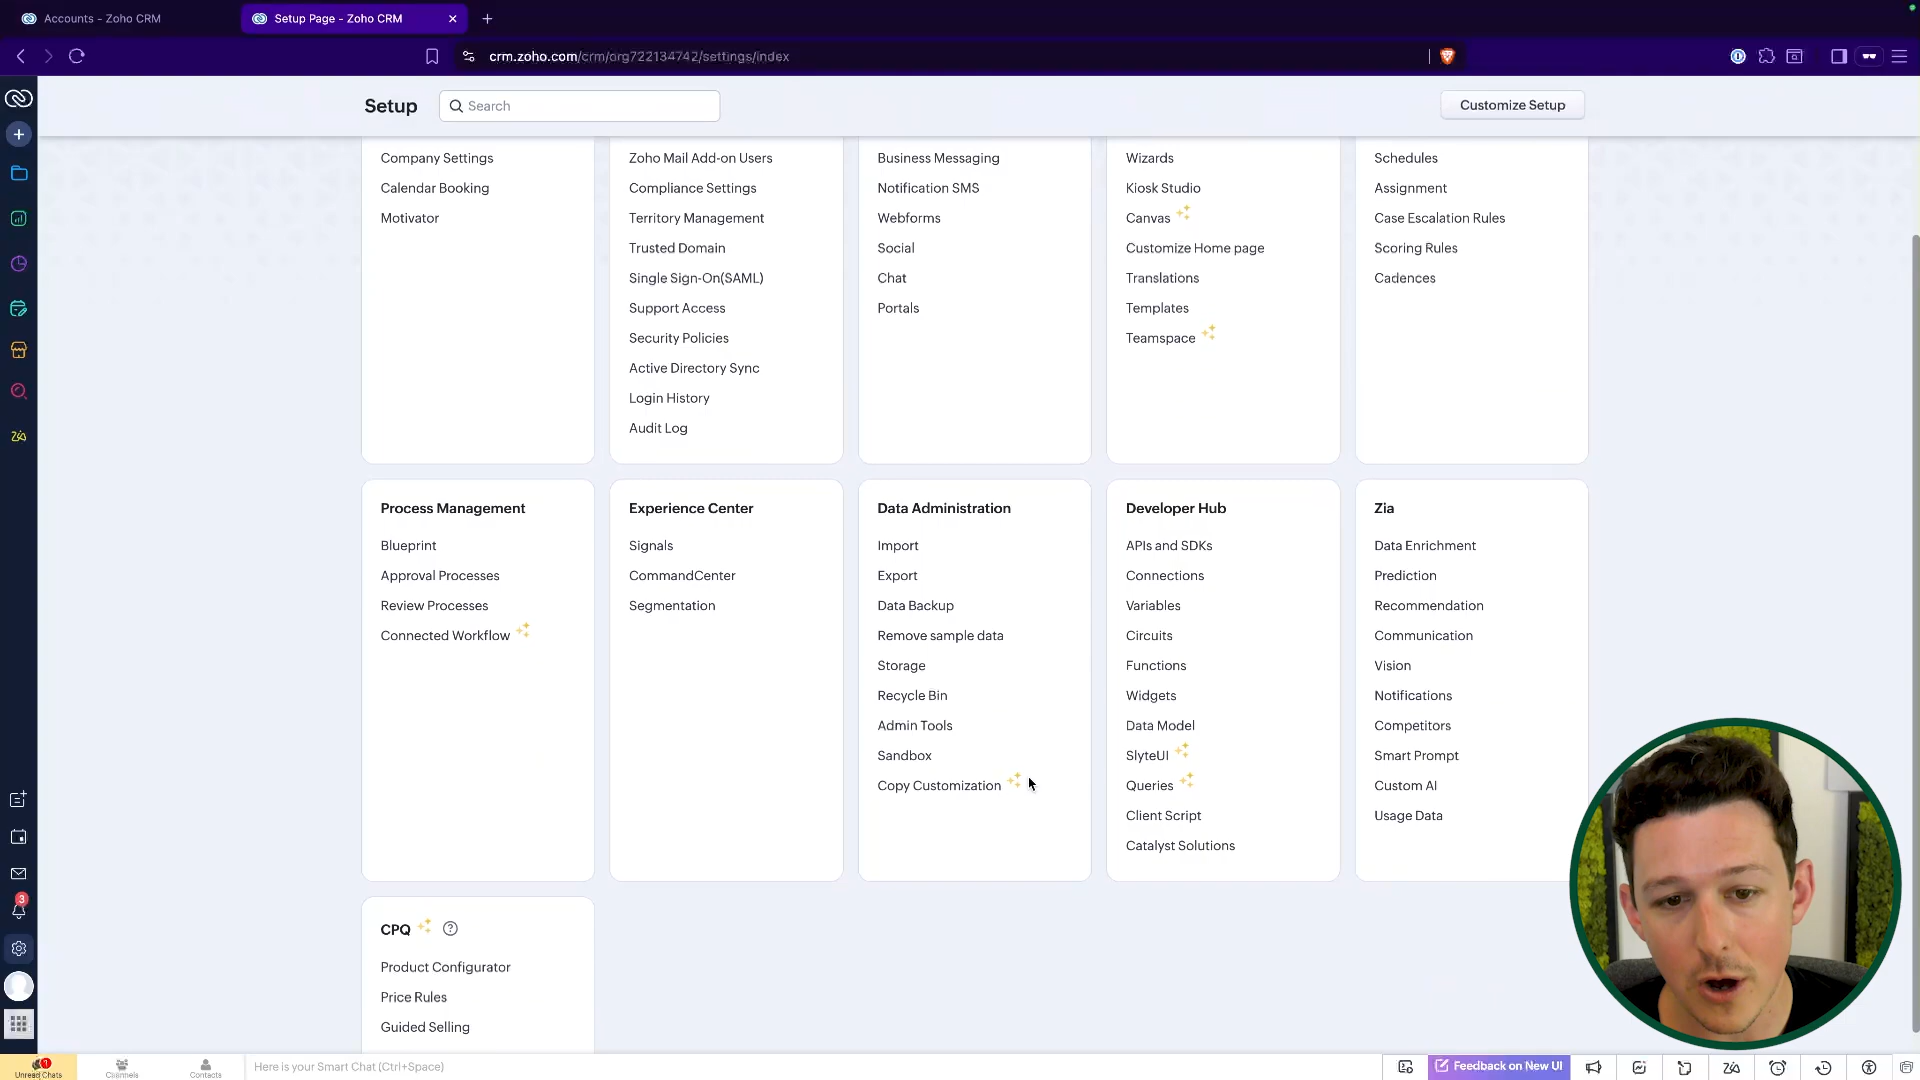 Accounts - Zoho CRM
Setup Page - Zoho CRM
crm.zoho.com/crm/org722134742/settings/index
Setup
Search
Customize Setup
Company Settings
Calendar Booking
Motivator
Zoho Mail Add-on Users
Compliance Settings
Territory Management
Trusted Domain
Single Sign-On(SAML)
Support Access
Security Policies
Active Directory Sync
Login History
Audit Log
Business Messaging
Notification SMS
Webforms
Social
Chat
Portals
Wizards
Kiosk Studio
Canvas
Customize Home page
Translations
Templates
Teamspace
Schedules
Assignment
Case Escalation Rules
Scoring Rules
Cadences
Process Management
Blueprint
Approval Processes
Review Processes
Connected Workflow
Experience Center
Signals
CommandCenter
Segmentation
Data Administration
Import
Export
Data Backup
Remove sample data
Storage
Recycle Bin
Admin Tools
Sandbox
Copy Customization
Developer Hub
APIs and SDKs
Connections
Variables
Circuits
Functions
Widgets
Data Model
SlyteUI
Queries
Client Script
Catalyst Solutions
Zia
Data Enrichment
Prediction
Recommendation
Communication
Vision
Notifications
Competitors
Smart Prompt
Custom AI
Usage Data
CPQ
Product Configurator
Price Rules
Guided Selling
3
1
Unread Chats
Channels
Contacts
Here is your Smart Chat (Ctrl+Space)
Feedback on New UI